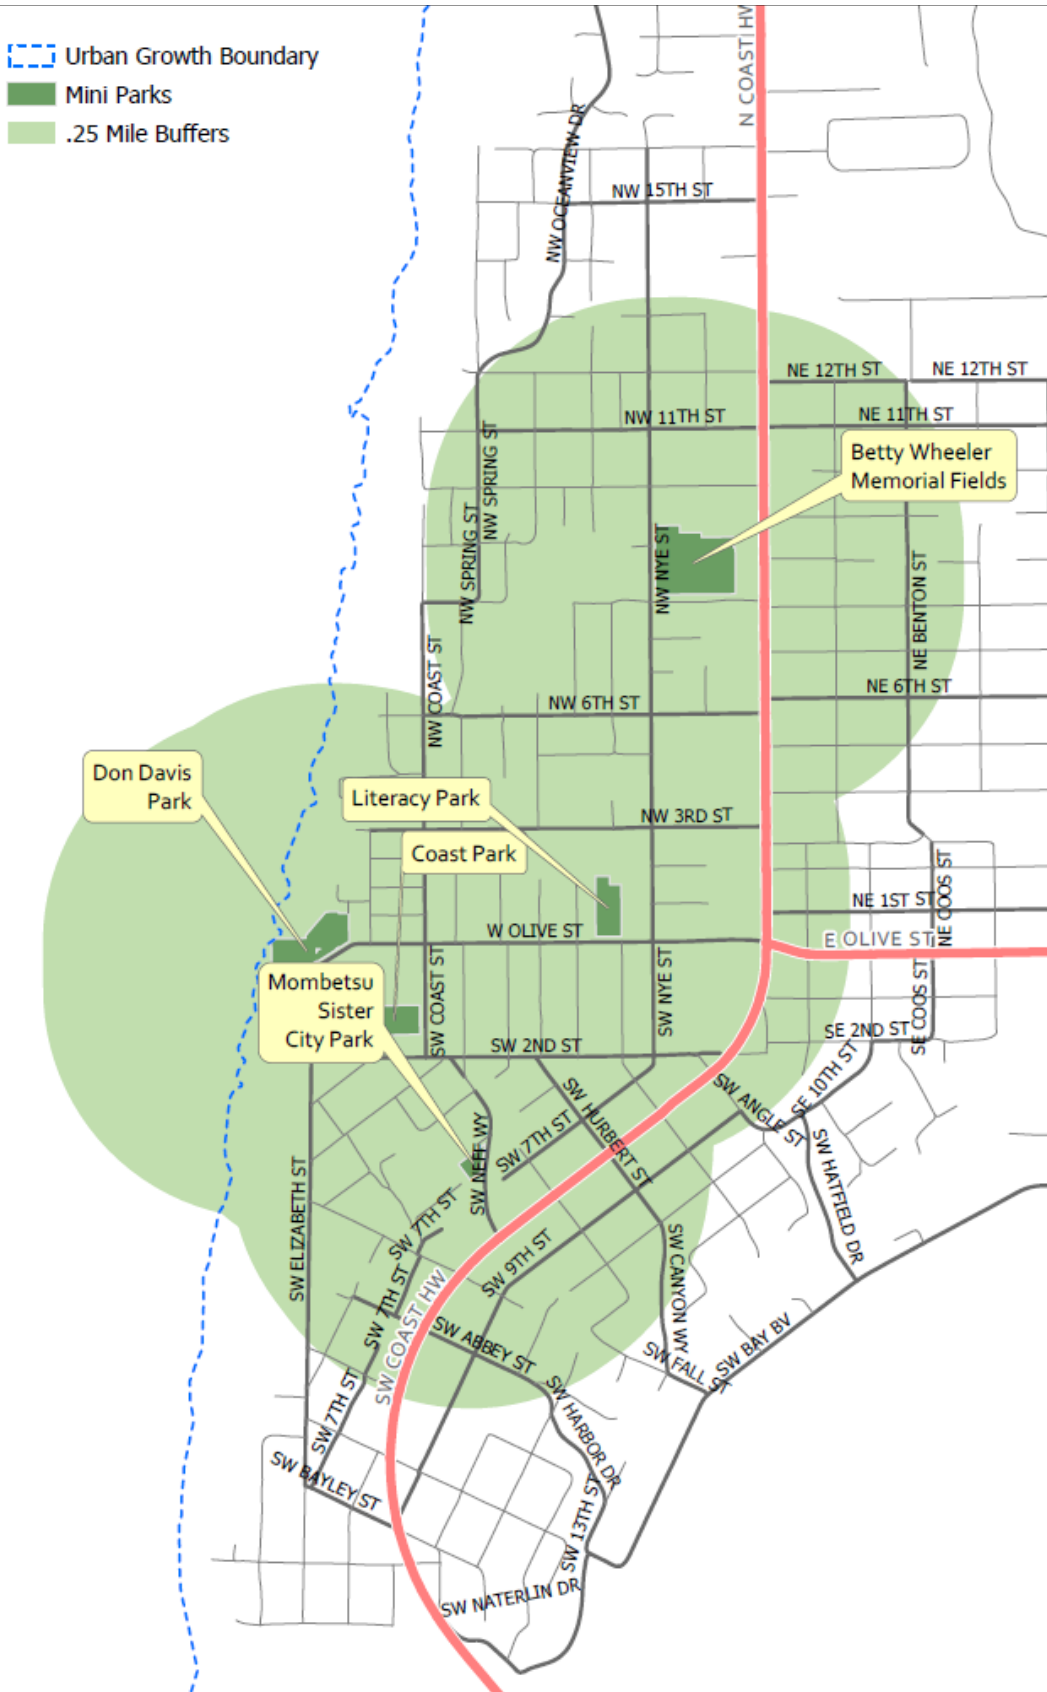 Urban Growth Boundary
Mini Parks
.25 Mile Buffers
N COAST HW
NW OCEANVIEW DR
NW 15TH ST
NE 12TH ST
NE 12TH ST
NW 11TH ST
NE 11TH ST
Betty Wheeler
Memorial Fields
NW SPRING ST
NW SPRING ST
NW NYE ST
NE BENTON ST
NW COAST ST
NE 6TH ST
NW 6TH ST
Don Davis
Park
Literacy Park
NW 3RD ST
Coast Park
NE 1ST ST
NE COOS ST
W OLIVE ST
E OLIVE ST
Mombetsu
Sister
City Park
SW COAST ST
SW NYE ST
SE COOS ST
SE 2ND ST
SW 2ND ST
SW HURBERT ST
SW ANGLE ST
SE 10TH ST
SW NEFF WY
SW 7TH ST
SW HATFIELD DR
SW ELIZABETH ST
SW 7TH ST
SW 9TH ST
SW CANYON WY
SW 7TH ST
SW COAST HW
SW ABBEY ST
SW FALL ST
SW BAY BV
SW 7TH ST
SW HARBOR DR
SW BAYLEY ST
SW 13TH ST
SW NATERLIN DR